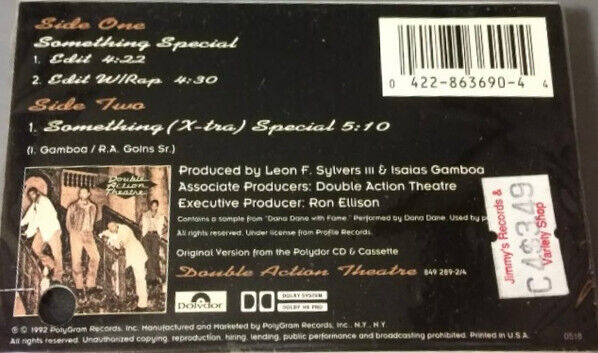 Side One
Something Special
1. Edit 4:22
2. Edit W/Rap 4:30
Side Two
1. Something (X-tra) Special 5:10
(I. Gamboa / R.A. Goins Sr.)
0 422-863690-4 4
Double
Action
Theatre
Produced by Leon F. Sylvers III & Isaias Gamboa
Associate Producers: Double Action Theatre
Executive Producer: Ron Ellison
Contains a sample from "Dana Dane with Fame." Performed by Dana Dane. Used by
All rights reserved. Under license from Profile Records.
Original Version from the Polydor CD & Cassette
Double Action Theatre 849 289-2/4
Jimmy's Records &
Variety Shop
C 4$349
Polydor
DOLBY SYSTEM
DOLBY HX PRO
℗ © 1992 PolyGram Records, Inc. Manufactured and Marketed by PolyGram Records, Inc., N.Y., N.Y.
All rights reserved. Unauthorized copying, reproduction, hiring, lending, public performance and broadcasting prohibited. Printed in U.S.A.
0518